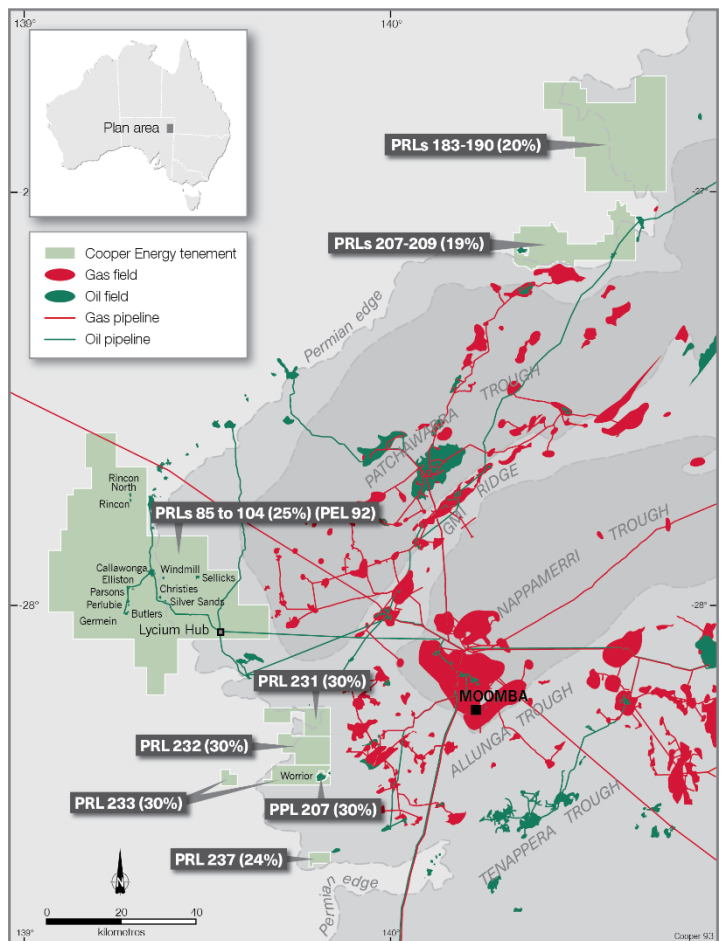 139°
140°
Plan area
PRLs 183-190 (20%)
-27°
PRLs 207-209 (19%)
Cooper Energy tenement
Gas field
Oil field
Gas pipeline
Oil pipeline
Permian edge
PATCHAWARRA TROUGH
GMI RIDGE
NAPPAMERRI TROUGH
Rincon
North
Rincon
PRLs 85 to 104 (25%) (PEL 92)
Callawonga
Windmill
Elliston
Sellicks
Parsons
Christies
Perlubie
Silver Sands
Butlers
Germein
-28°
-28°
Lycium Hub
PRL 231 (30%)
MOOMBA
ALLUNGA TROUGH
PRL 232 (30%)
Worrior
PRL 233 (30%)
PPL 207 (30%)
TENAPPERA TROUGH
PRL 237 (24%)
Permian edge
N
0 20 40
kilometres
139°
140°
Cooper 93